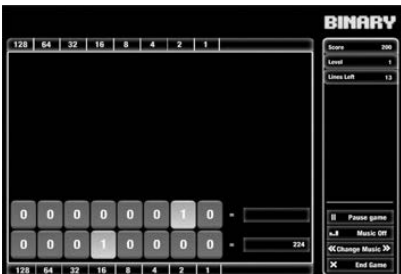 BINARY
128 64 32 16 8 4 2 1
Score 200
Level 1
Lines Left 13
0 0 0 0 0 0 1 0 =
0 0 0 1 0 0 0 0 = 224
128 64 32 16 8 4 2 1
Pause game
Music Off
Change Music
End Game